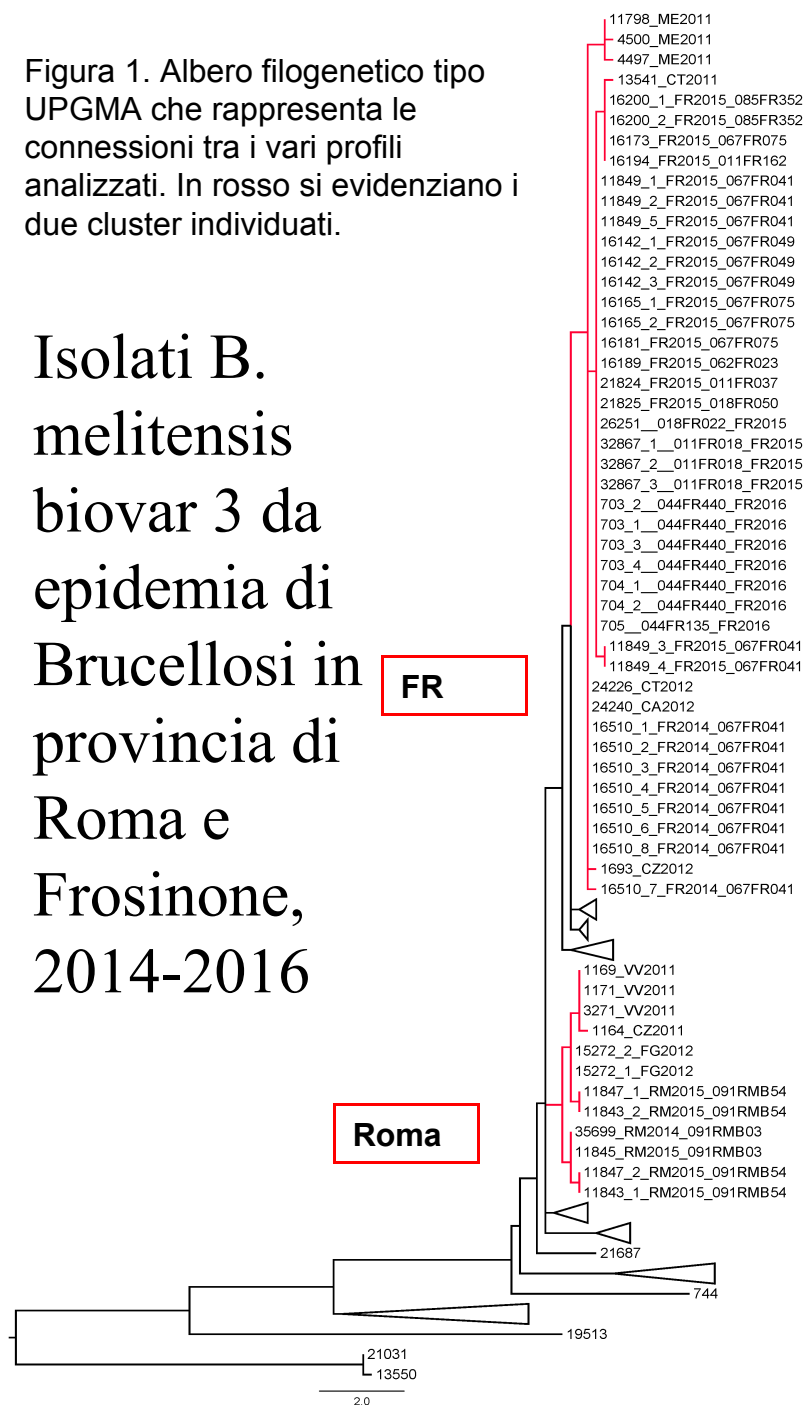 Figura 1. Albero filogenetico tipo
UPGMA che rappresenta le
connessioni tra i vari profili
analizzati. In rosso si evidenziano i
due cluster individuati.
Isolati B.
melitensis
biovar 3 da
epidemia di
Brucellosi in
provincia di
Roma e
Frosinone,
2014-2016
FR
Roma
11798_ME2011
4500_ME2011
4497_ME2011
13541_CT2011
16200_1_FR2015_085FR352
16200_2_FR2015_085FR352
16173_FR2015_067FR075
16194_FR2015_011FR162
11849_1_FR2015_067FR041
11849_2_FR2015_067FR041
11849_5_FR2015_067FR041
16142_1_FR2015_067FR049
16142_2_FR2015_067FR049
16142_3_FR2015_067FR049
16165_1_FR2015_067FR075
16165_2_FR2015_067FR075
16181_FR2015_067FR075
16189_FR2015_062FR023
21824_FR2015_011FR037
21825_FR2015_018FR050
26251__018FR022_FR2015
32867_1__011FR018_FR2015
32867_2__011FR018_FR2015
32867_3__011FR018_FR2015
703_2__044FR440_FR2016
703_1__044FR440_FR2016
703_3__044FR440_FR2016
703_4__044FR440_FR2016
704_1__044FR440_FR2016
704_2__044FR440_FR2016
705__044FR135_FR2016
11849_3_FR2015_067FR041
11849_4_FR2015_067FR041
24226_CT2012
24240_CA2012
16510_1_FR2014_067FR041
16510_2_FR2014_067FR041
16510_3_FR2014_067FR041
16510_4_FR2014_067FR041
16510_5_FR2014_067FR041
16510_6_FR2014_067FR041
16510_8_FR2014_067FR041
1693_CZ2012
16510_7_FR2014_067FR041
1169_VV2011
1171_VV2011
3271_VV2011
1164_CZ2011
15272_2_FG2012
15272_1_FG2012
11847_1_RM2015_091RMB54
11843_2_RM2015_091RMB54
35699_RM2014_091RMB03
11845_RM2015_091RMB03
11847_2_RM2015_091RMB54
11843_1_RM2015_091RMB54
21687
744
19513
21031
13550
2.0